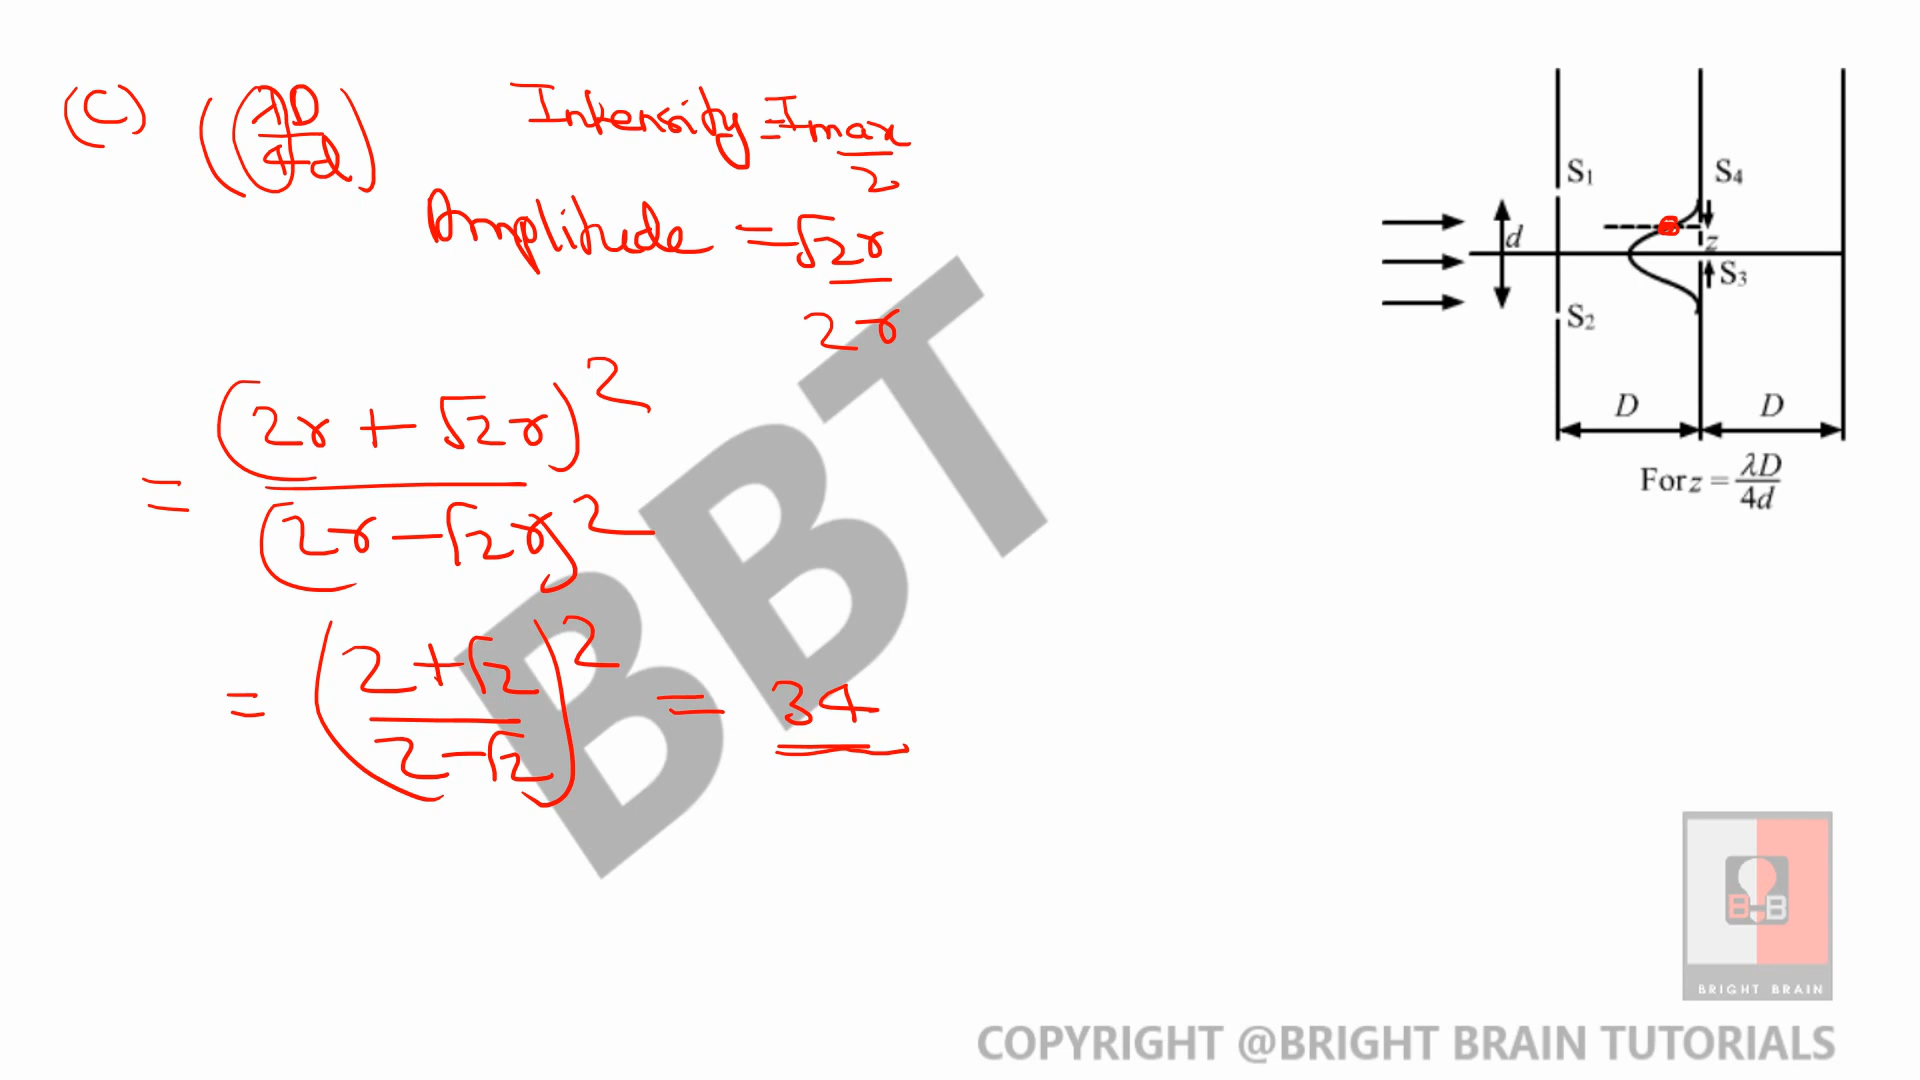 (C) (λD/4d) Intensity = Imax/2
Amplitude = √2r
2r
= (2r + √2r)²/(2r − √2r)²
= (2+√2/2−√2)² = 34
S1
S4
d
z
S3
S2
D D
For z = λD/4d
BBT
B B
BRIGHT BRAIN
COPYRIGHT @BRIGHT BRAIN TUTORIALS